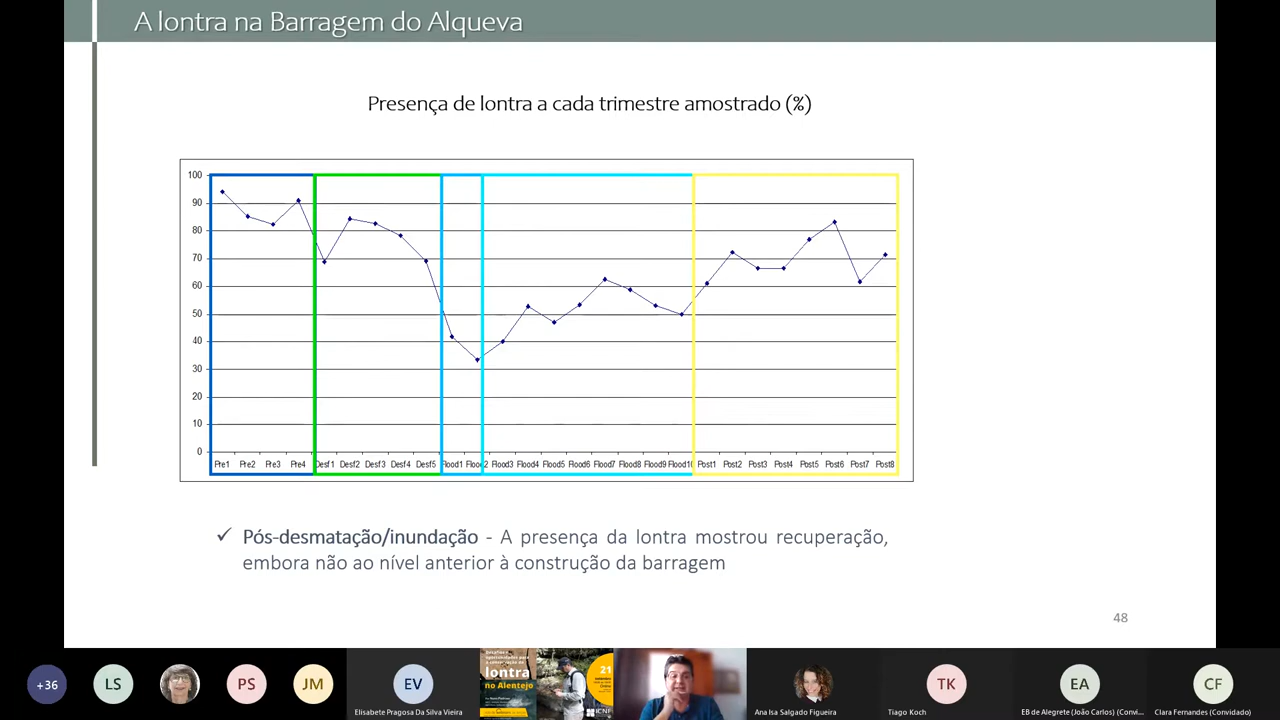 A lontra na Barragem do Alqueva
Presença de lontra a cada trimestre amostrado (%)
100
90
80
70
60
50
40
30
20
10
0
Pre1 Pre2 Pre3 Pre4 Desf1 Desf2 Desf3 Desf4 Desf5 Flood1 Flood2 Flood3 Flood4 Flood5 Flood6 Flood7 Flood8 Flood9 Flood10 Post1 Post2 Post3 Post4 Post5 Post6 Post7 Post8
✓ Pós-desmatação/inundação - A presença da lontra mostrou recuperação,
embora não ao nível anterior à construção da barragem
48
+36
LS
PS
JM
EV
Elisabete Pragosa Da Silva Vieira
lontra
no Alentejo
21
ICNF
Ana Isa Salgado Figueira
TK
Tiago Koch
EA
EB de Alegrete (João Carlos) (Convi...
CF
Clara Fernandes (Convidado)